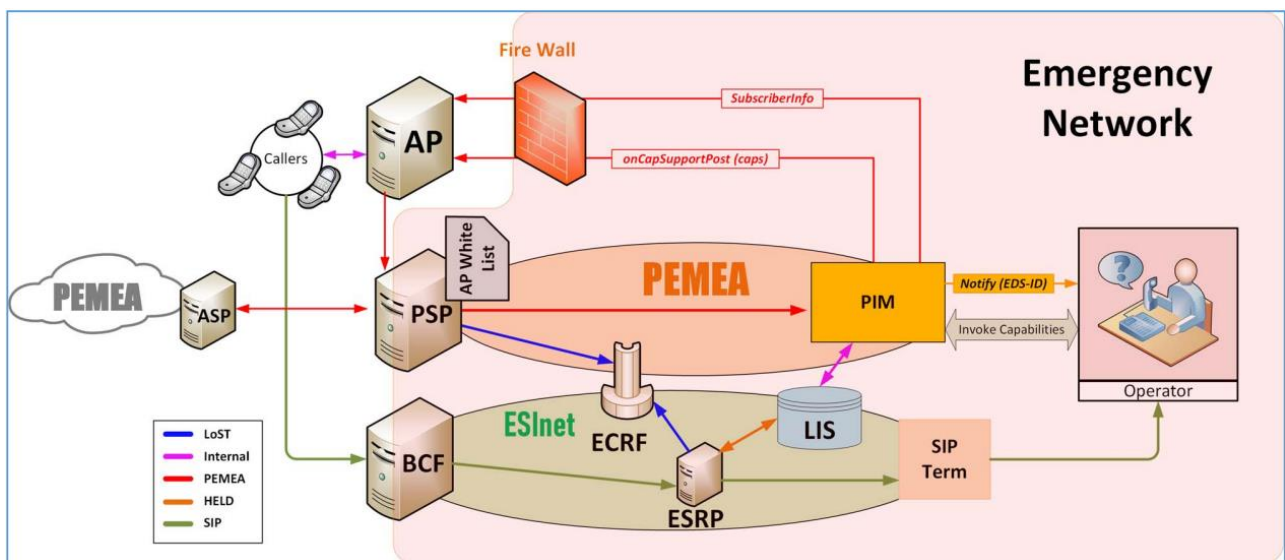 Fire Wall
Emergency
Network
SubscriberInfo
AP
Callers
onCapSupportPost (caps)
AP White
List
PEMEA
PEMEA
ASP
PSP
PIM
Notify (EDS-ID)
Invoke Capabilities
Operator
ESInet
ECRF
LIS
BCF
SIP
Term
ESRP
LoST
Internal
PEMEA
HELD
SIP